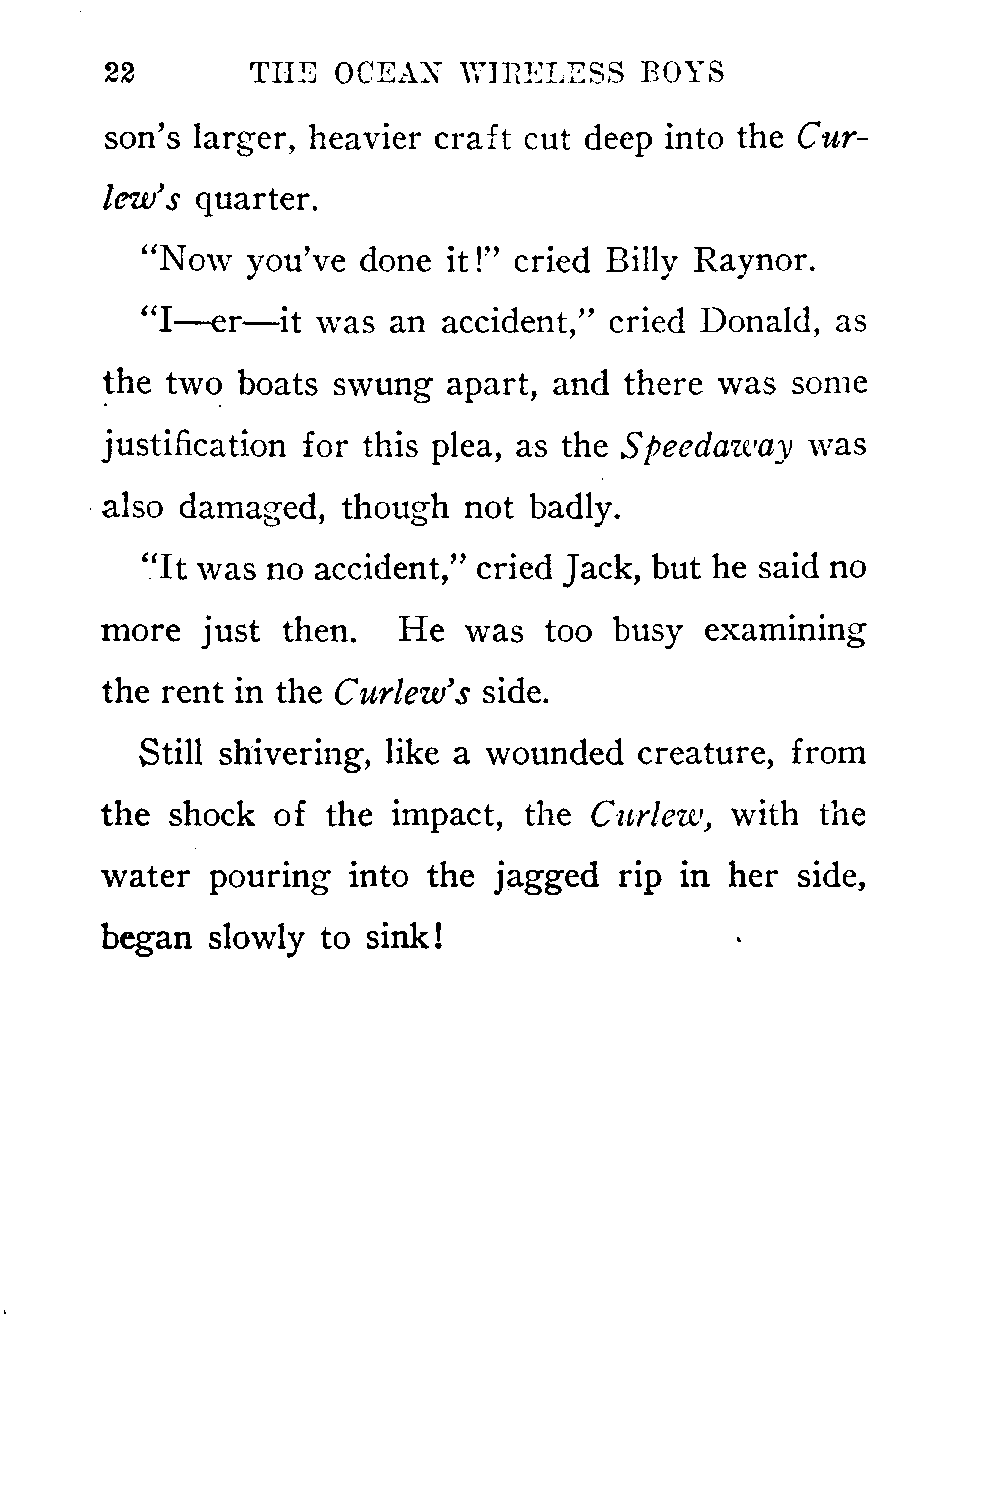 22 THE OCEAN WIRELESS BOYS
son's larger, heavier craft cut deep into the Cur-
lew's quarter.
"Now you've done it!" cried Billy Raynor.
"I—er—it was an accident," cried Donald, as
the two boats swung apart, and there was some
justification for this plea, as the Speedaway was
also damaged, though not badly.
"It was no accident," cried Jack, but he said no
more just then. He was too busy examining
the rent in the Curlew's side.
Still shivering, like a wounded creature, from
the shock of the impact, the Curlew, with the
water pouring into the jagged rip in her side,
began slowly to sink!